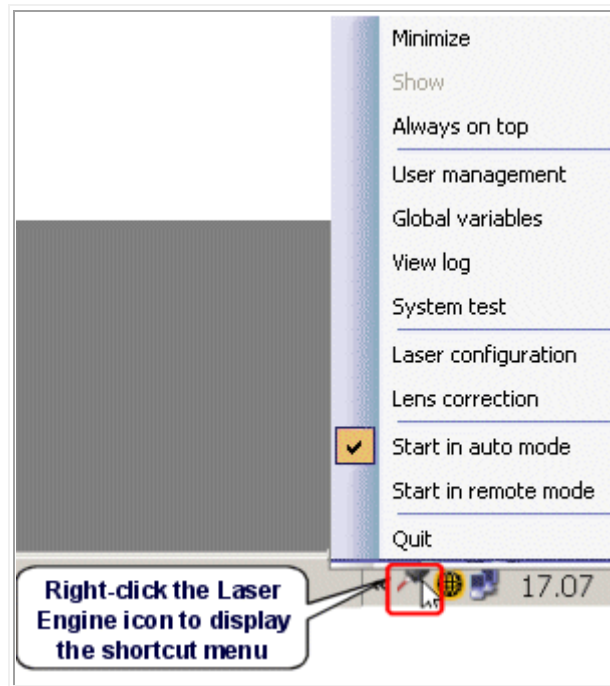 Minimize
Show
Always on top
User management
Global variables
View log
System test
Laser configuration
Lens correction
Start in auto mode
Start in remote mode
Quit
17.07
Right-click the Laser
Engine icon to display
the shortcut menu